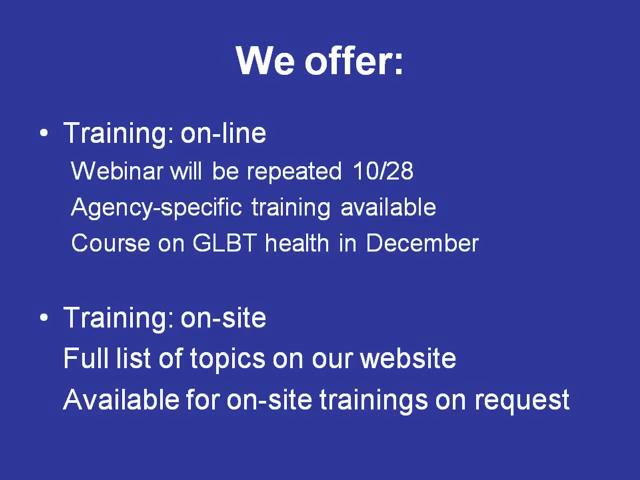 We offer:
• Training: on-line
Webinar will be repeated 10/28
Agency-specific training available
Course on GLBT health in December
• Training: on-site
Full list of topics on our website
Available for on-site trainings on request